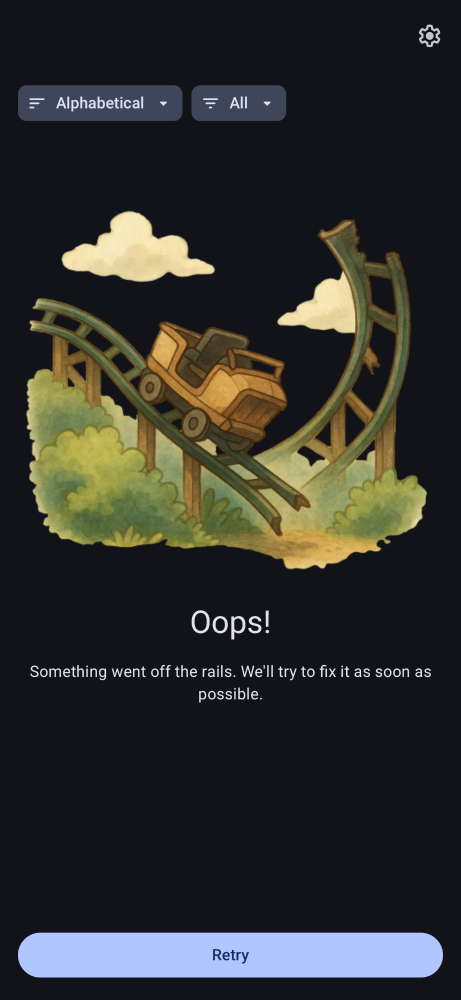 Alphabetical
All
Oops!
Something went off the rails. We'll try to fix it as soon as
possible.
Retry